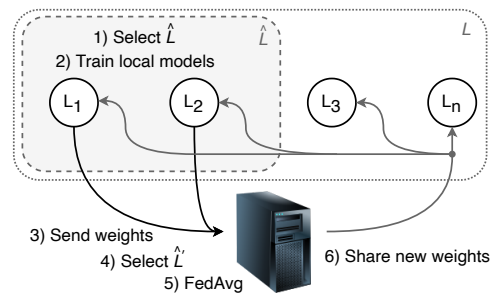 1) Select L̂
L̂
L
2) Train local models
L₁
L₂
L₃
Lₙ
3) Send weights
4) Select L̂′
5) FedAvg
6) Share new weights